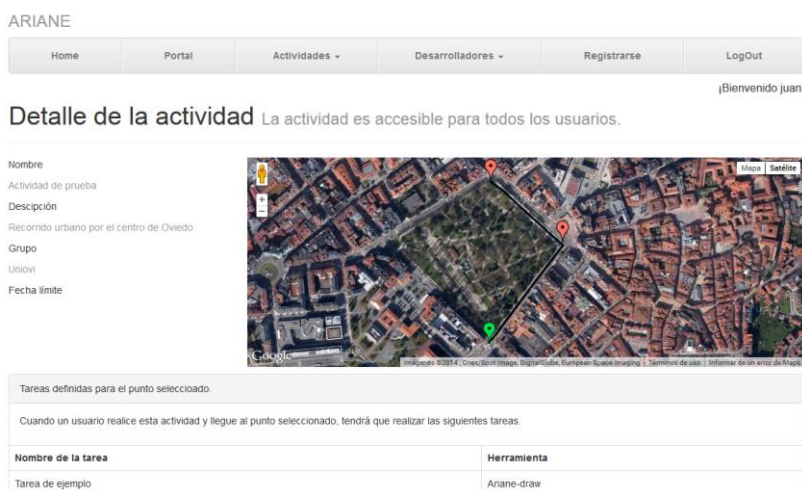 ARIANE
Home Portal Actividades Desarrolladores Registrarse LogOut
¡Bienvenido juan
Detalle de la actividad La actividad es accesible para todos los usuarios.
Nombre
Actividad de prueba
Descipción
Recorrido urbano por el centro de Oviedo
Grupo
Uniovi
Fecha límite
Mapa Satélite
Google
Imágenes ©2014 , Cnes/Spot Image, DigitalGlobe, European Space Imaging Términos de uso Informar de un error de Maps
Tareas definidas para el punto seleccioado.
Cuando un usuario realice esta actividad y llegue al punto seleccionado, tendrá que realizar las siguientes tareas.
Nombre de la tarea Herramienta
Tarea de ejemplo Ariane-draw